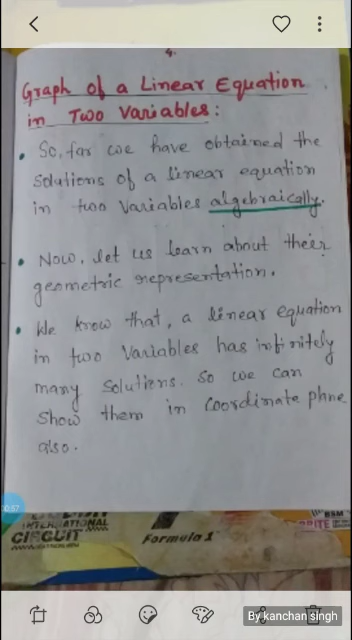 4.
Graph of a Linear Equation
in Two Variables:
• So, far we have obtained the
solutions of a linear equation
in two variables algebraically.
• Now, let us learn about their
geometric representation.
• We know that, a linear equation
in two variables has infinitely
many solutions. So we can
show them in coordinate plane
also.
00:57
INTERNATIONAL
CIRCUIT
Formula 1
By kanchan singh